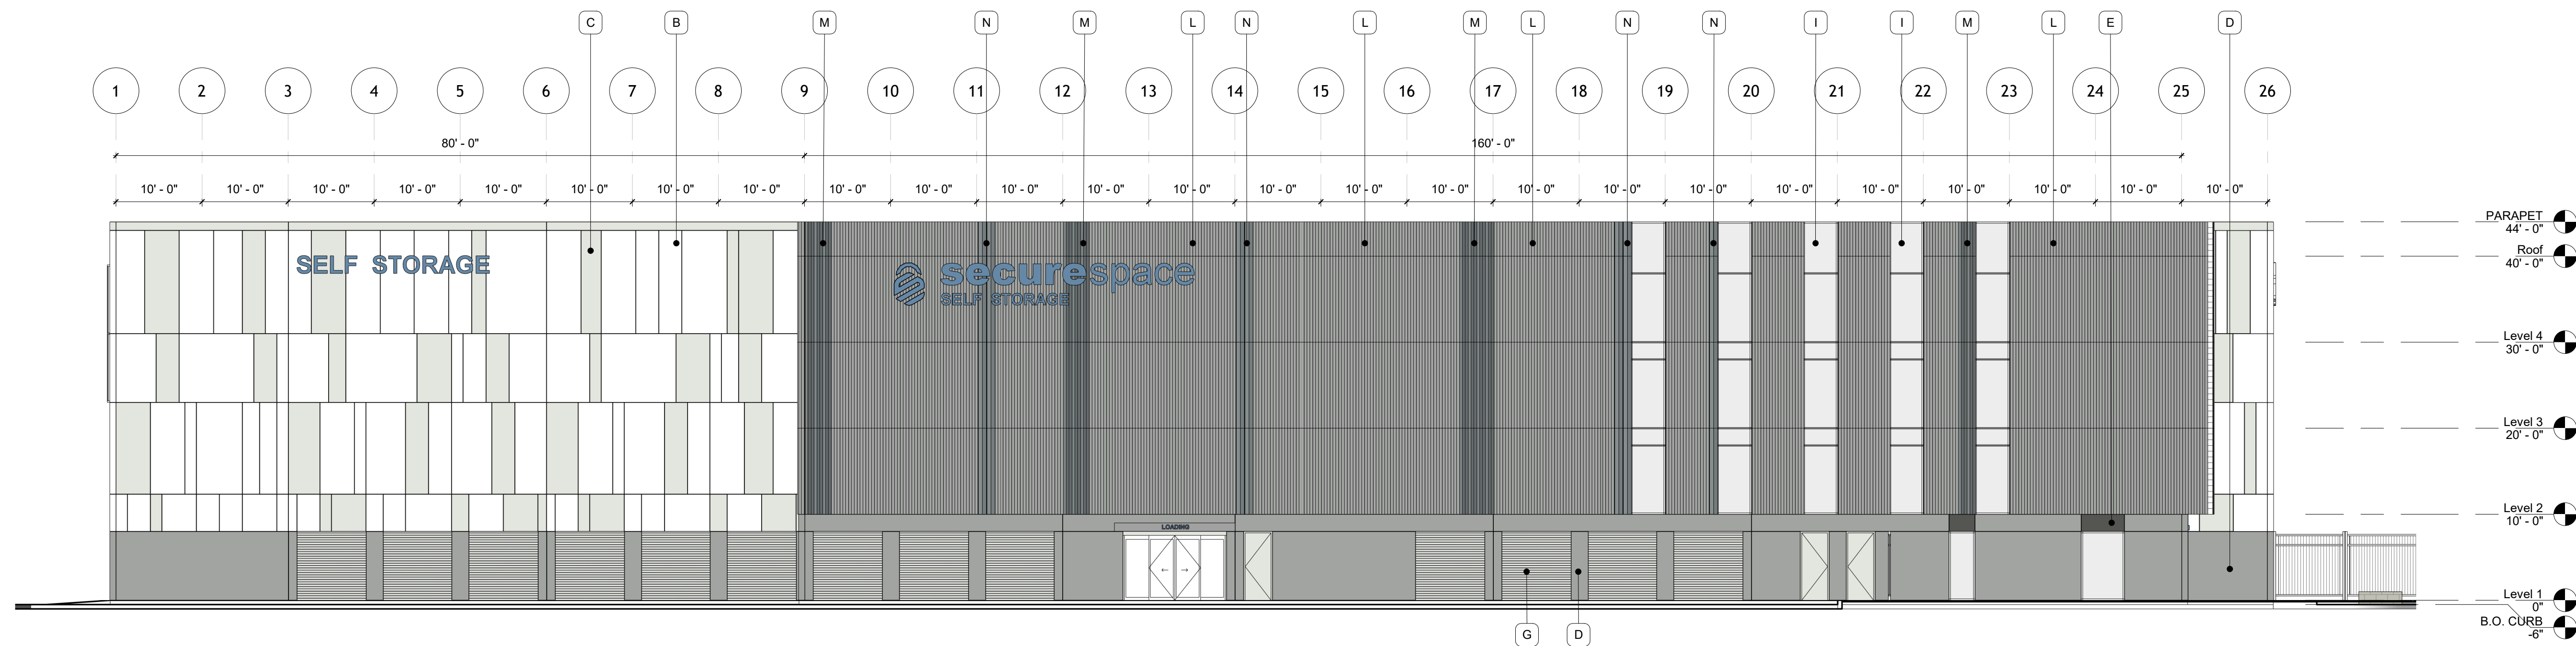 C B M N M L N L M L N N I I M L E D
1 2 3 4 5 6 7 8 9 10 11 12 13 14 15 16 17 18 19 20 21 22 23 24 25 26
80' - 0" 160' - 0"
10' - 0" 10' - 0" 10' - 0" 10' - 0" 10' - 0" 10' - 0" 10' - 0" 10' - 0" 10' - 0" 10' - 0" 10' - 0" 10' - 0" 10' - 0" 10' - 0" 10' - 0" 10' - 0" 10' - 0" 10' - 0" 10' - 0" 10' - 0" 10' - 0" 10' - 0" 10' - 0" 10' - 0" 10' - 0"
PARAPET
44' - 0"
Roof
40' - 0"
SELF STORAGE
securespace
SELF STORAGE
Level 4
30' - 0"
Level 3
20' - 0"
Level 2
10' - 0"
LOADING
Level 1
0"
B.O. CURB
-6"
G D